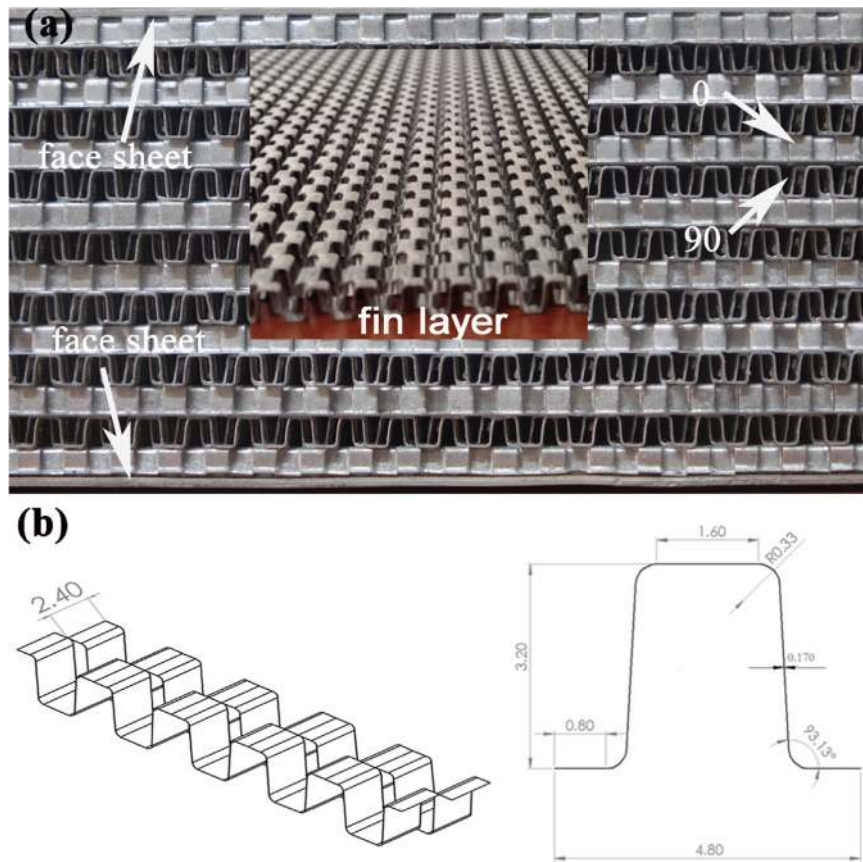 (a)
face sheet
0
90
fin layer
face sheet
(b)
2.40
1.60
R0.33
3.20
0.170
0.80
93.13°
4.80